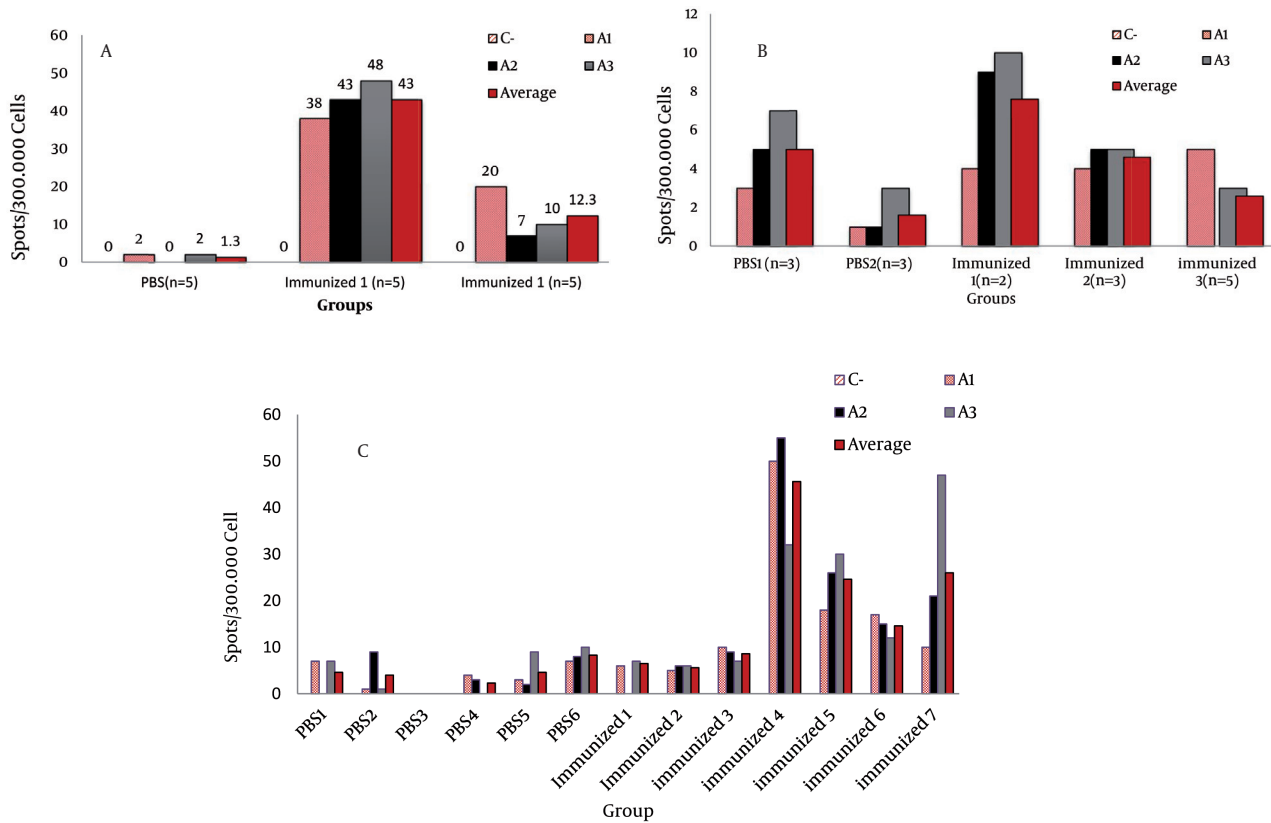 A
C-
A1
A2
A3
Average
Spots/300.000 Cells
60
50
40
30
20
10
0
0
2
0
2
1.3
0
38
43
48
43
0
20
7
10
12.3
PBS(n=5)
Immunized 1 (n=5)
Immunized 1 (n=5)
Groups
B
C-
A1
A2
A3
Average
Spots/300.000 Cells
12
10
8
6
4
2
0
PBS1 (n=3)
PBS2(n=3)
Immunized
1(n=2)
Immunized
2(n=3)
immunized
3(n=5)
Groups
C
C-
A1
A2
A3
Average
Spots/300.000 Cell
60
50
40
30
20
10
0
PBS1
PBS2
PBS3
PBS4
PBS5
PBS6
Immunized 1
Immunized 2
immunized 3
immunized 4
immunized 5
immunized 6
immunized 7
Group